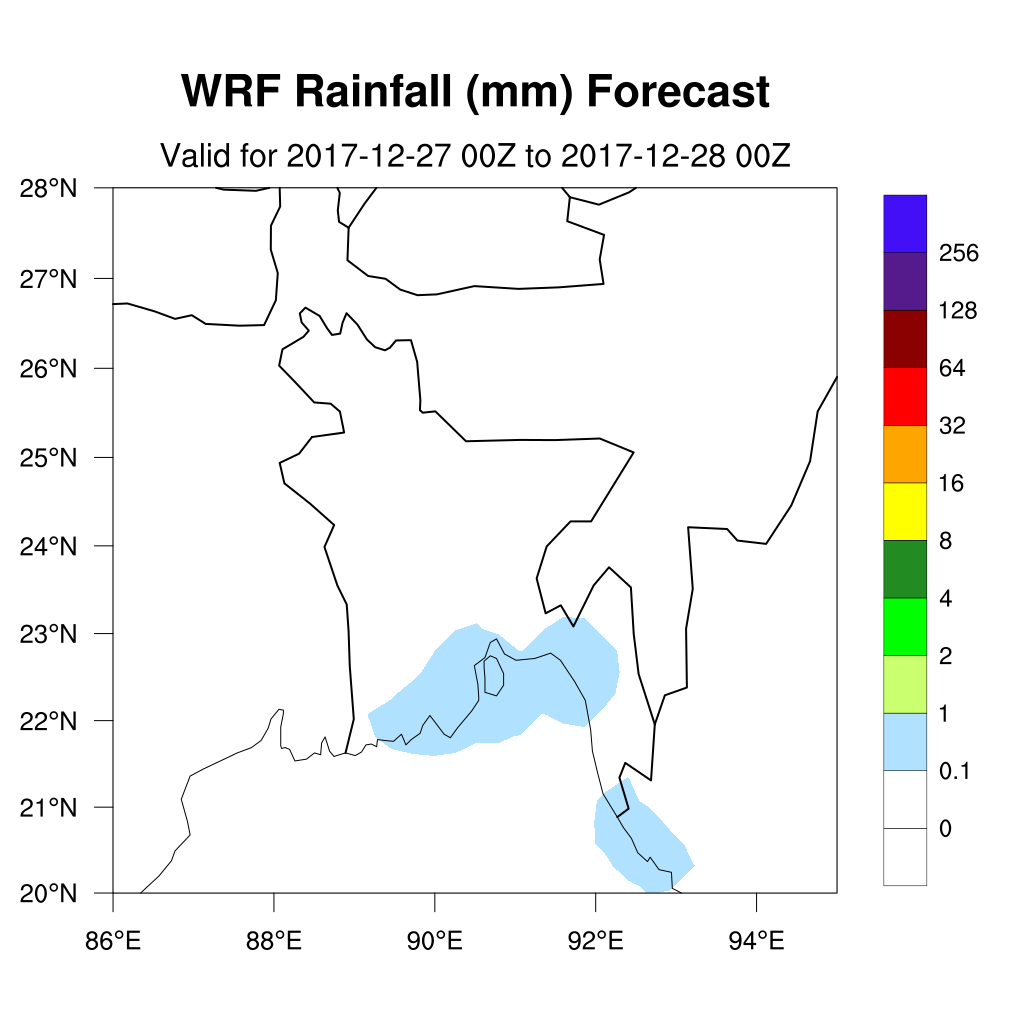 WRF Rainfall (mm) Forecast
Valid for 2017-12-27 00Z to 2017-12-28 00Z
28°N
27°N
26°N
25°N
24°N
23°N
22°N
21°N
20°N
86°E
88°E
90°E
92°E
94°E
256
128
64
32
16
8
4
2
1
0.1
0